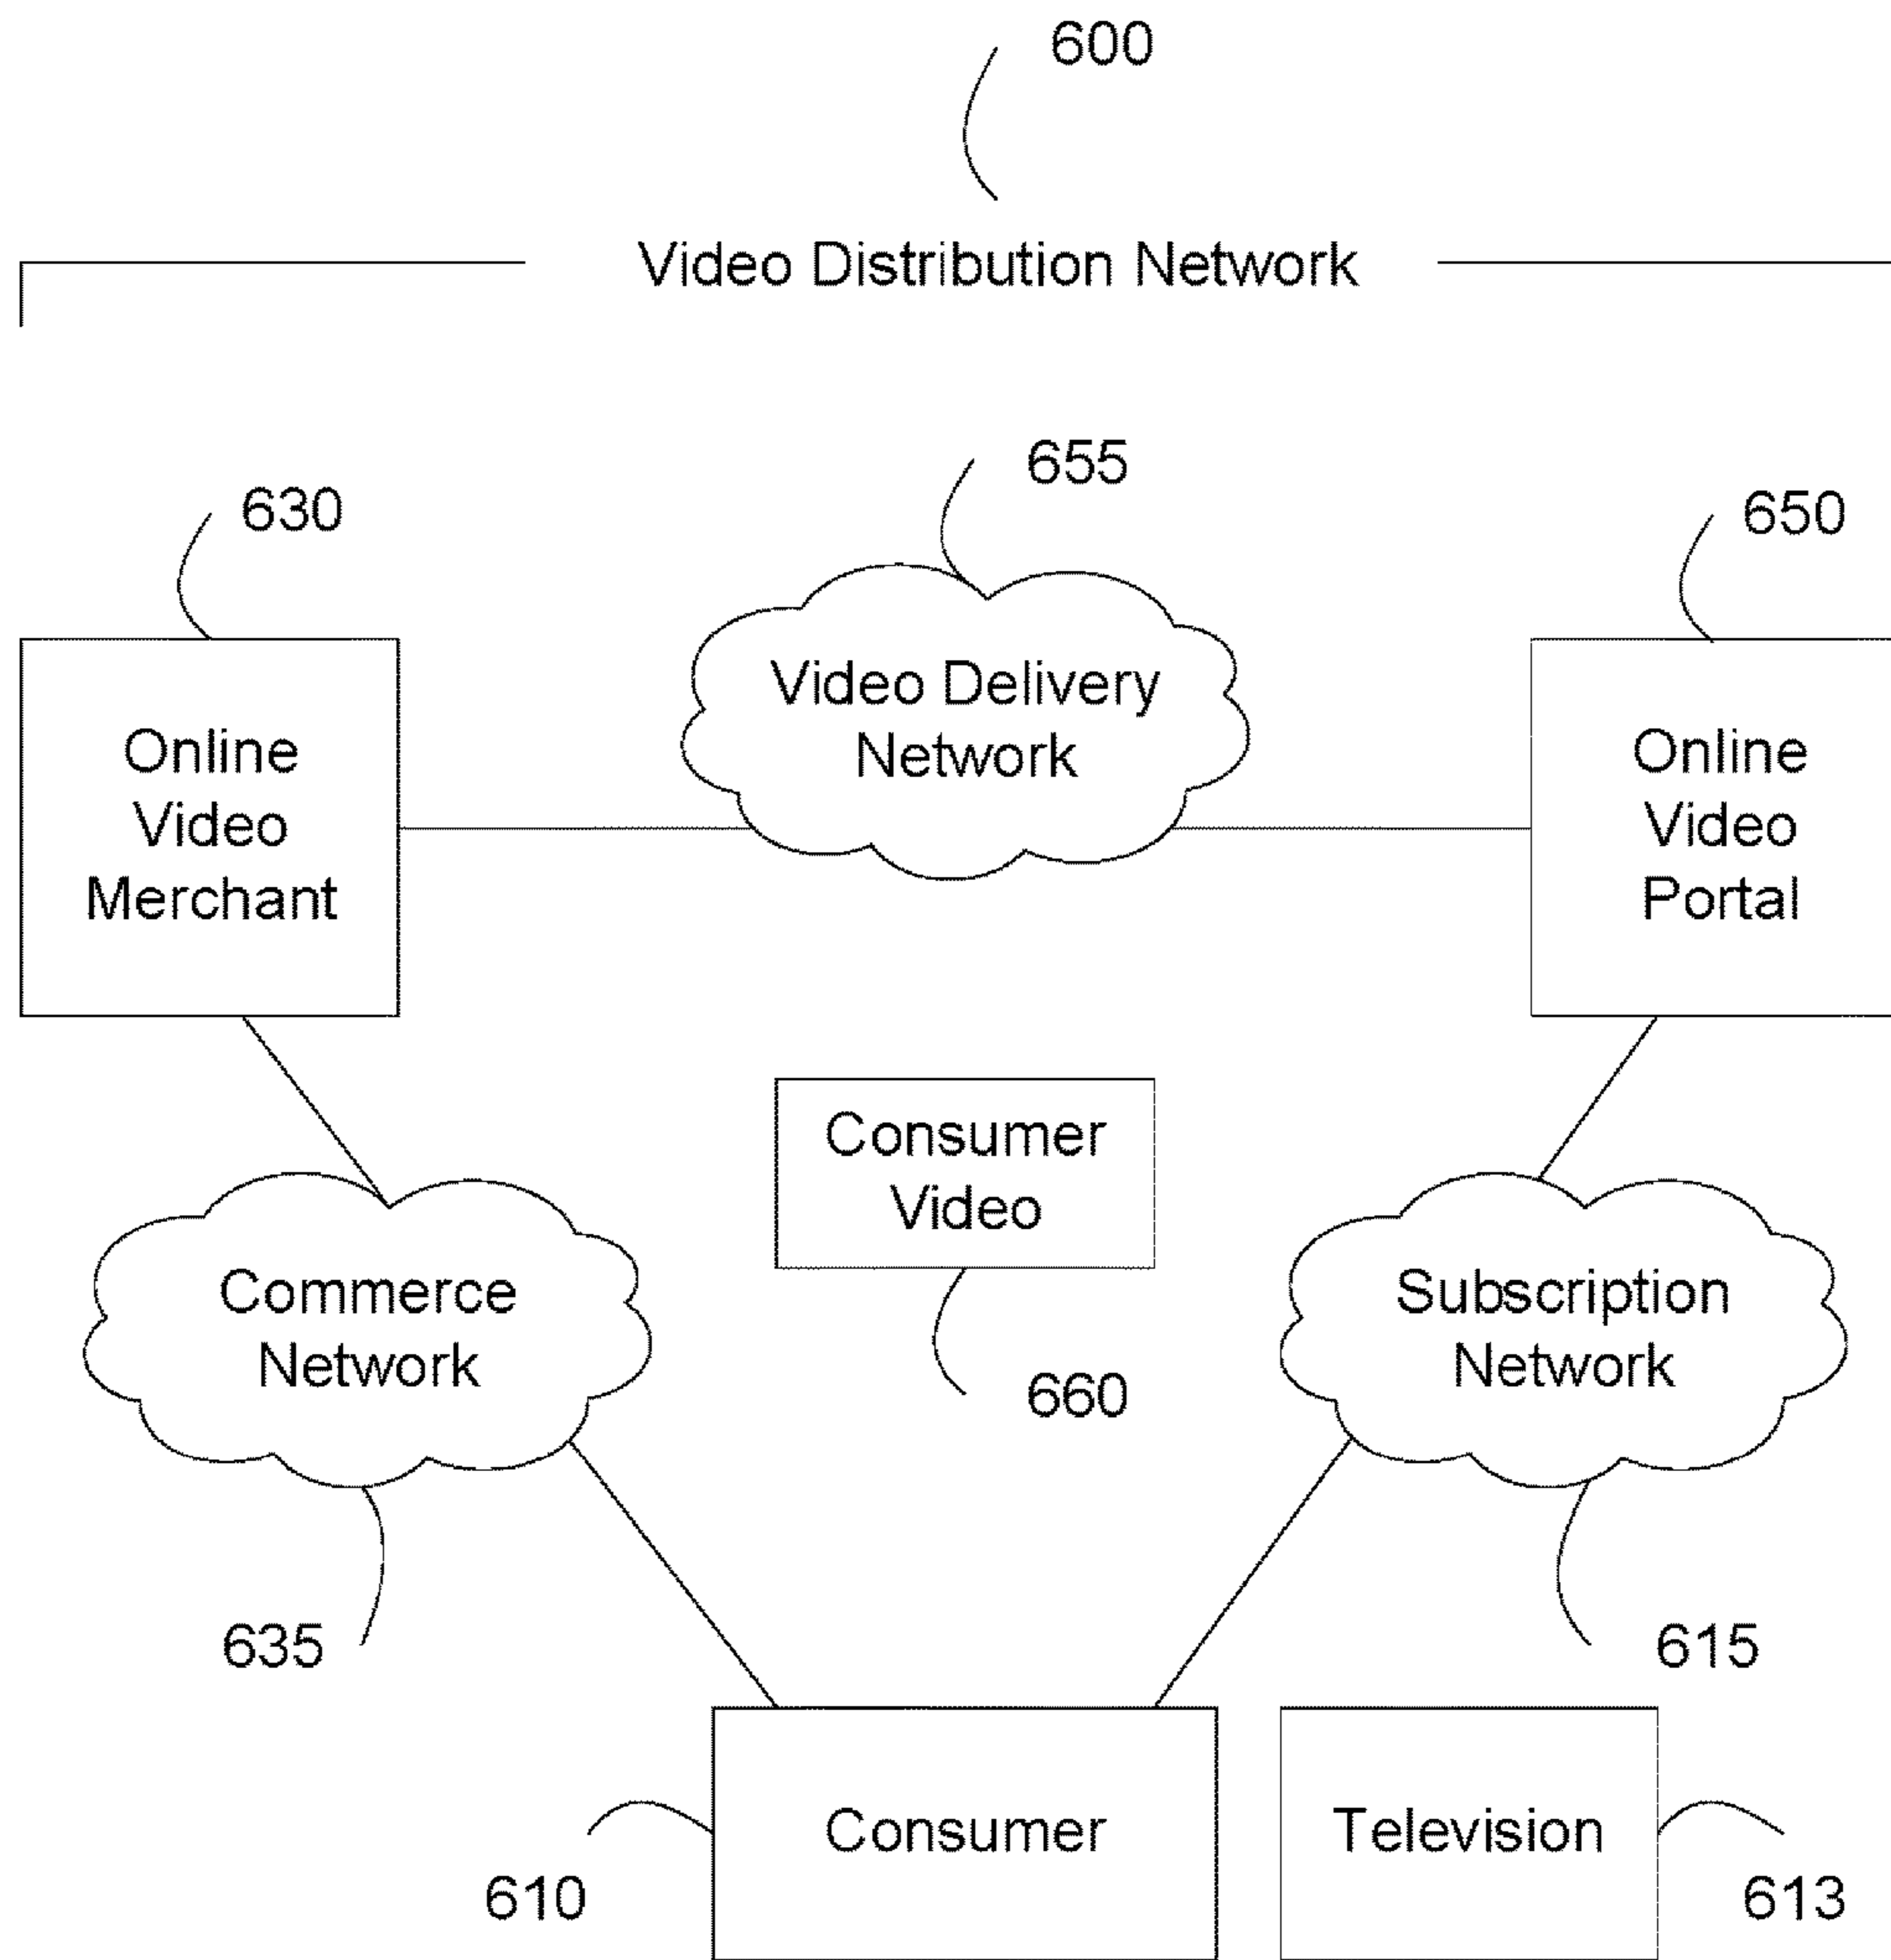 600
Video Distribution Network
655
630
650
Video Delivery
Network
Online
Video
Merchant
Online
Video
Portal
Consumer
Video
660
Commerce
Network
Subscription
Network
635
615
Consumer
Television
610
613